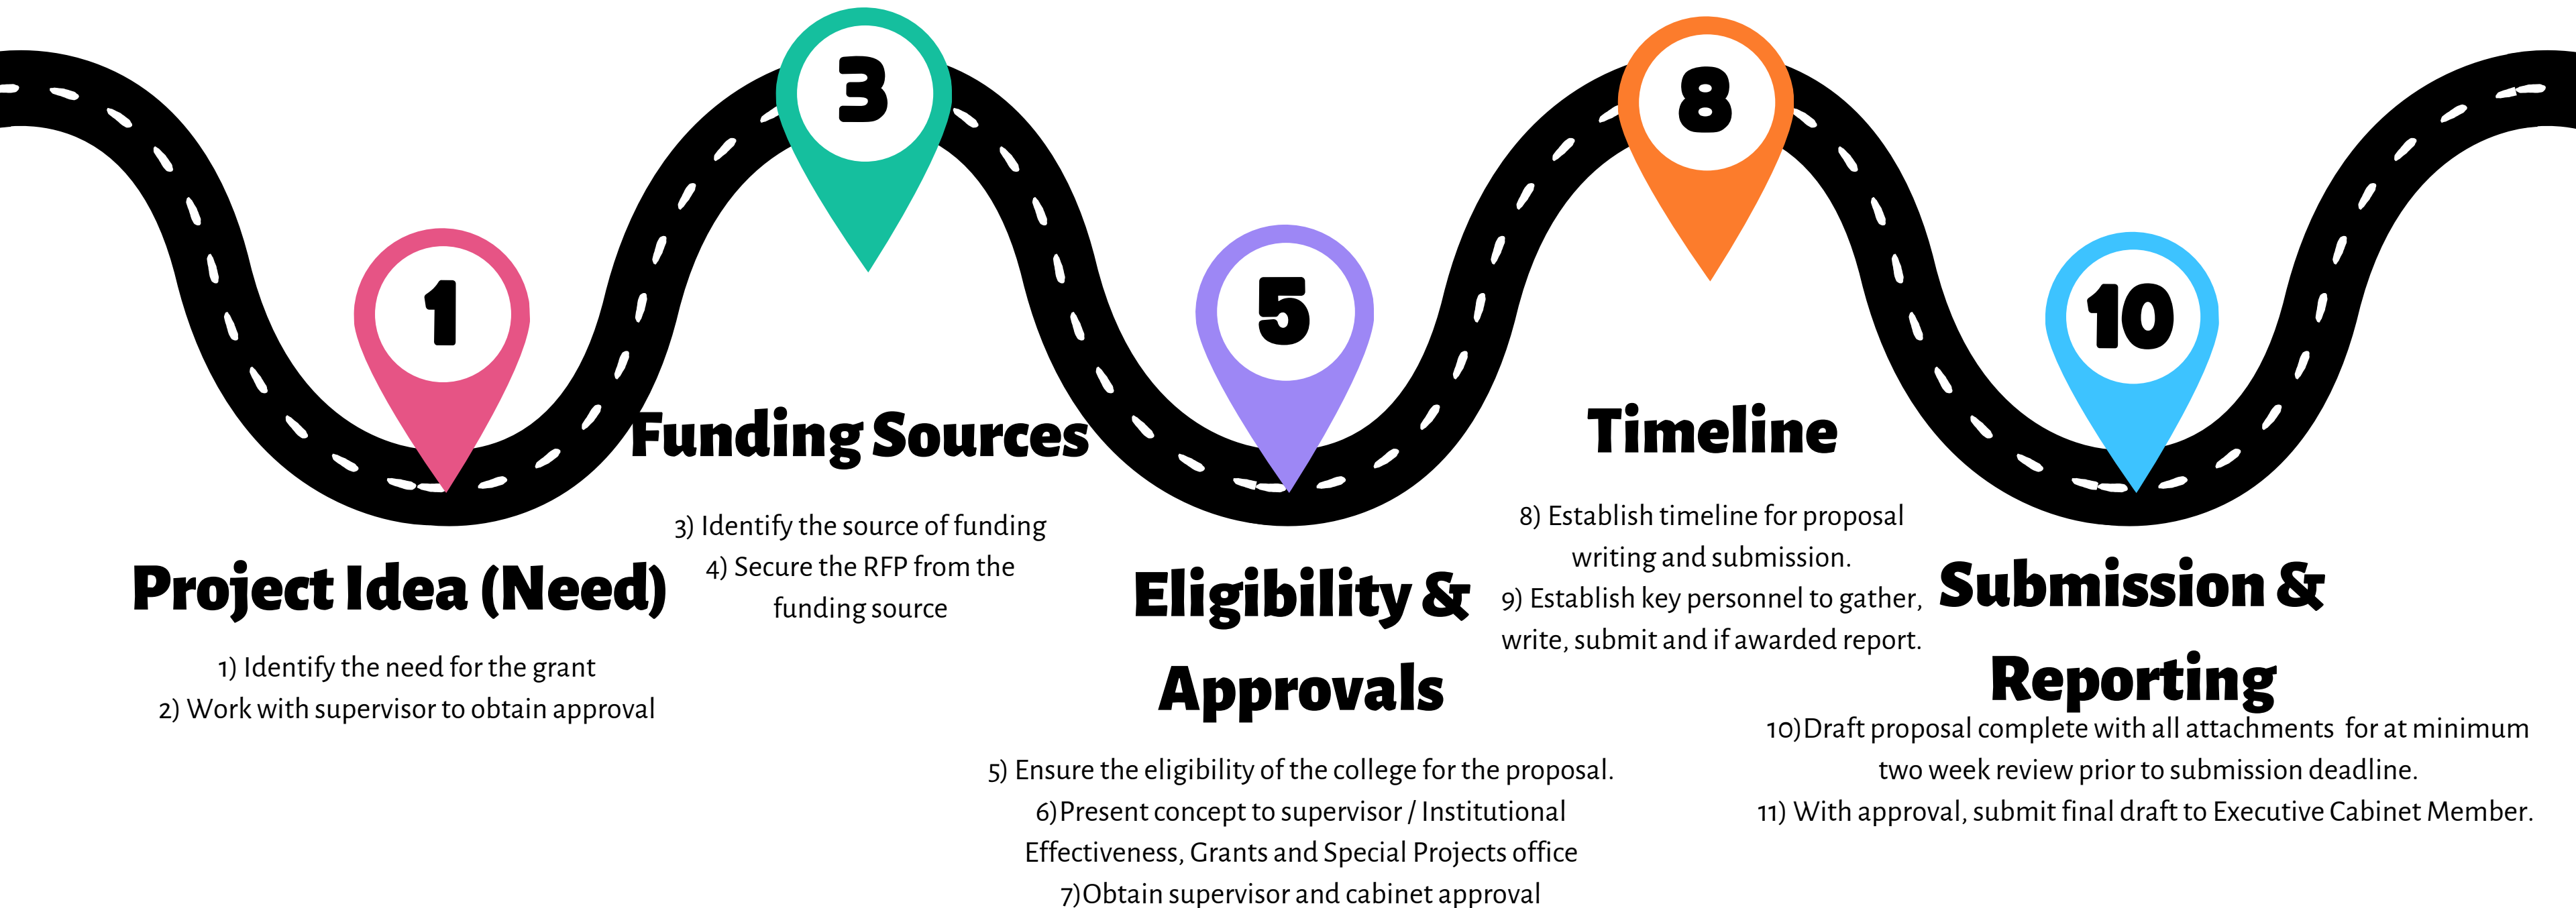 1
Project Idea (Need)
1) Identify the need for the grant
2) Work with supervisor to obtain approval
3
Funding Sources
3) Identify the source of funding
4) Secure the RFP from the
funding source
5
Eligibility &
Approvals
5) Ensure the eligibility of the college for the proposal.
6)Present concept to supervisor / Institutional
Effectiveness, Grants and Special Projects office
7)Obtain supervisor and cabinet approval
8
Timeline
8) Establish timeline for proposal
writing and submission.
9) Establish key personnel to gather,
write, submit and if awarded report.
10
Submission &
Reporting
10)Draft proposal complete with all attachments  for at minimum
two week review prior to submission deadline.
11) With approval, submit final draft to Executive Cabinet Member.